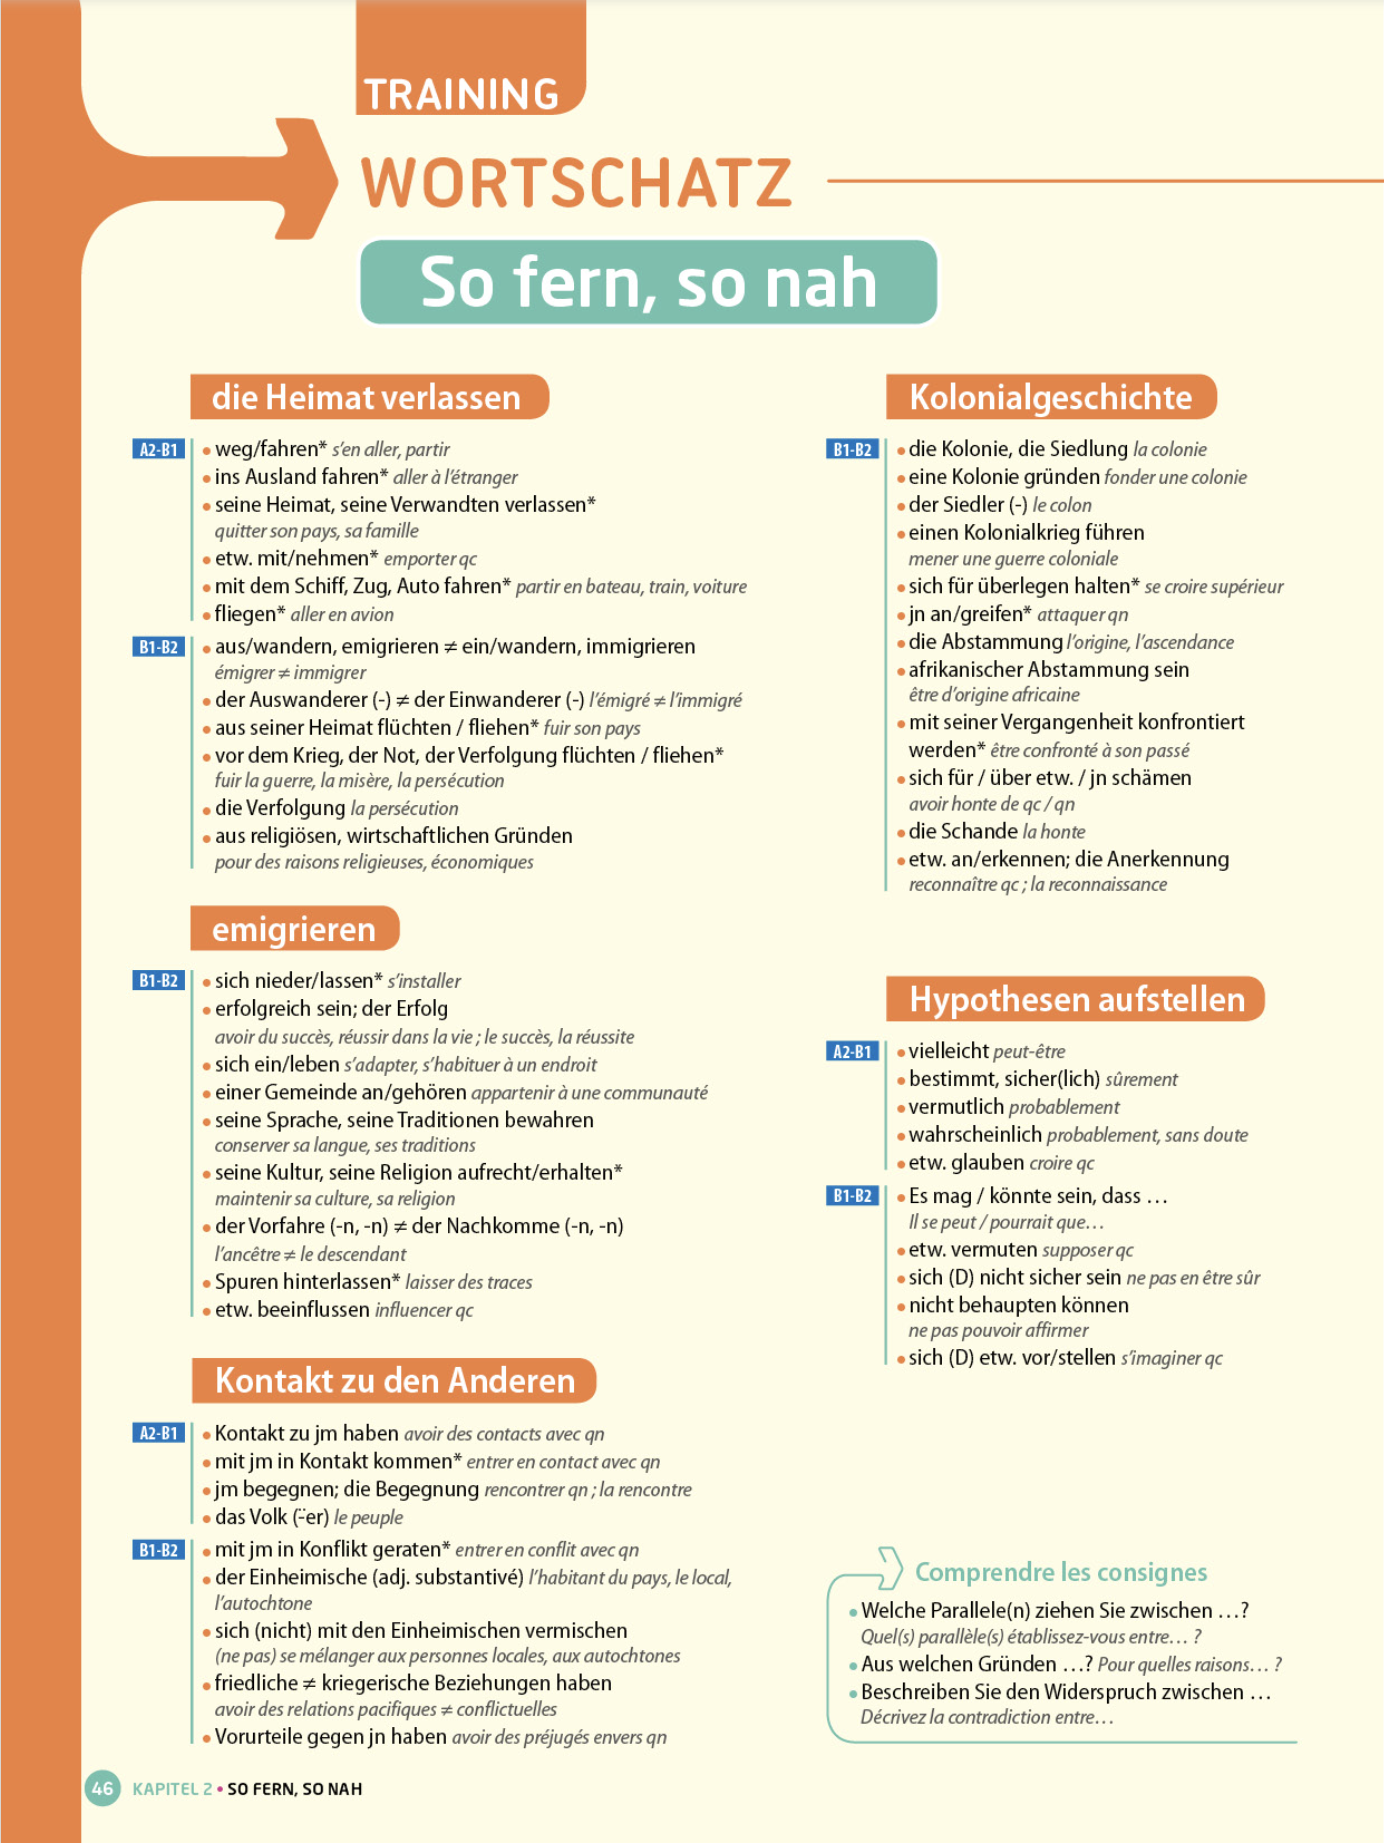 TRAINING
WORTSCHATZ
So fern, so nah
die Heimat verlassen
A2-B1
• weg/fahren* s'en aller, partir
• ins Ausland fahren* aller à l'étranger
• seine Heimat, seine Verwandten verlassen*
quitter son pays, sa famille
• etw. mit/nehmen* emporter qc
• mit dem Schiff, Zug, Auto fahren* partir en bateau, train, voiture
• fliegen* aller en avion
B1-B2
• aus/wandern, emigrieren ≠ ein/wandern, immigrieren
émigrer ≠ immigrer
• der Auswanderer (-) ≠ der Einwanderer (-) l'émigré ≠ l'immigré
• aus seiner Heimat flüchten / fliehen* fuir son pays
• vor dem Krieg, der Not, der Verfolgung flüchten / fliehen*
fuir la guerre, la misère, la persécution
• die Verfolgung la persécution
• aus religiösen, wirtschaftlichen Gründen
pour des raisons religieuses, économiques
emigrieren
B1-B2
• sich nieder/lassen* s'installer
• erfolgreich sein; der Erfolg
avoir du succès, réussir dans la vie ; le succès, la réussite
• sich ein/leben s'adapter, s'habituer à un endroit
• einer Gemeinde an/gehören appartenir à une communauté
• seine Sprache, seine Traditionen bewahren
conserver sa langue, ses traditions
• seine Kultur, seine Religion aufrecht/erhalten*
maintenir sa culture, sa religion
• der Vorfahre (-n, -n) ≠ der Nachkomme (-n, -n)
l'ancêtre ≠ le descendant
• Spuren hinterlassen* laisser des traces
• etw. beeinflussen influencer qc
Kontakt zu den Anderen
A2-B1
• Kontakt zu jm haben avoir des contacts avec qn
• mit jm in Kontakt kommen* entrer en contact avec qn
• jm begegnen; die Begegnung rencontrer qn ; la rencontre
• das Volk (¨-er) le peuple
B1-B2
• mit jm in Konflikt geraten* entrer en conflit avec qn
• der Einheimische (adj. substantivé) l'habitant du pays, le local,
l'autochtone
• sich (nicht) mit den Einheimischen vermischen
(ne pas) se mélanger aux personnes locales, aux autochtones
• friedliche ≠ kriegerische Beziehungen haben
avoir des relations pacifiques ≠ conflictuelles
• Vorurteile gegen jn haben avoir des préjugés envers qn
Kolonialgeschichte
B1-B2
• die Kolonie, die Siedlung la colonie
• eine Kolonie gründen fonder une colonie
• der Siedler (-) le colon
• einen Kolonialkrieg führen
mener une guerre coloniale
• sich für überlegen halten* se croire supérieur
• jn an/greifen* attaquer qn
• die Abstammung l'origine, l'ascendance
• afrikanischer Abstammung sein
être d'origine africaine
• mit seiner Vergangenheit konfrontiert
werden* être confronté à son passé
• sich für / über etw. / jn schämen
avoir honte de qc / qn
• die Schande la honte
• etw. an/erkennen; die Anerkennung
reconnaître qc ; la reconnaissance
Hypothesen aufstellen
A2-B1
• vielleicht peut-être
• bestimmt, sicher(lich) sûrement
• vermutlich probablement
• wahrscheinlich probablement, sans doute
• etw. glauben croire qc
B1-B2
• Es mag / könnte sein, dass …
Il se peut / pourrait que…
• etw. vermuten supposer qc
• sich (D) nicht sicher sein ne pas en être sûr
• nicht behaupten können
ne pas pouvoir affirmer
• sich (D) etw. vor/stellen s'imaginer qc
Comprendre les consignes
• Welche Parallele(n) ziehen Sie zwischen …?
Quel(s) parallèle(s) établissez-vous entre… ?
• Aus welchen Gründen …? Pour quelles raisons… ?
• Beschreiben Sie den Widerspruch zwischen …
Décrivez la contradiction entre…
46 KAPITEL 2 • SO FERN, SO NAH